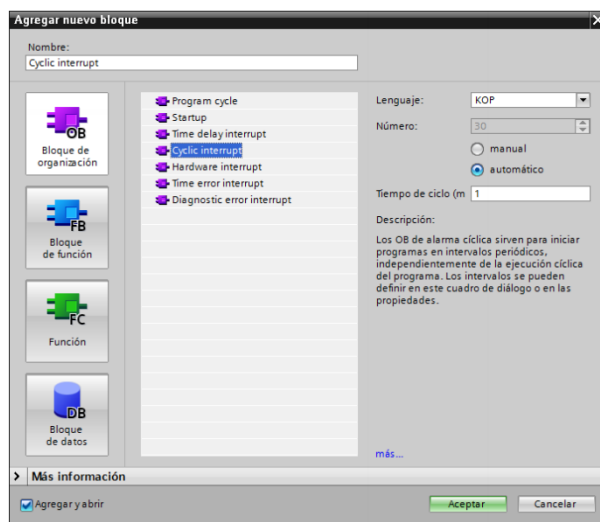 Agregar nuevo bloque
Nombre:
Cyclic interrupt
OB
Bloque de
organización
FB
Bloque
de función
FC
Función
DB
Bloque
de datos
Program cycle
Startup
Time delay interrupt
Cyclic interrupt
Hardware interrupt
Time error interrupt
Diagnostic error interrupt
Lenguaje:
KOP
Número:
30
manual
automático
Tiempo de ciclo (m
1
Descripción:
Los OB de alarma cíclica sirven para iniciar
programas en intervalos periódicos,
independientemente de la ejecución cíclica
del programa. Los intervalos se pueden
definir en este cuadro de diálogo o en las
propiedades.
más...
Más información
Agregar y abrir
Aceptar
Cancelar